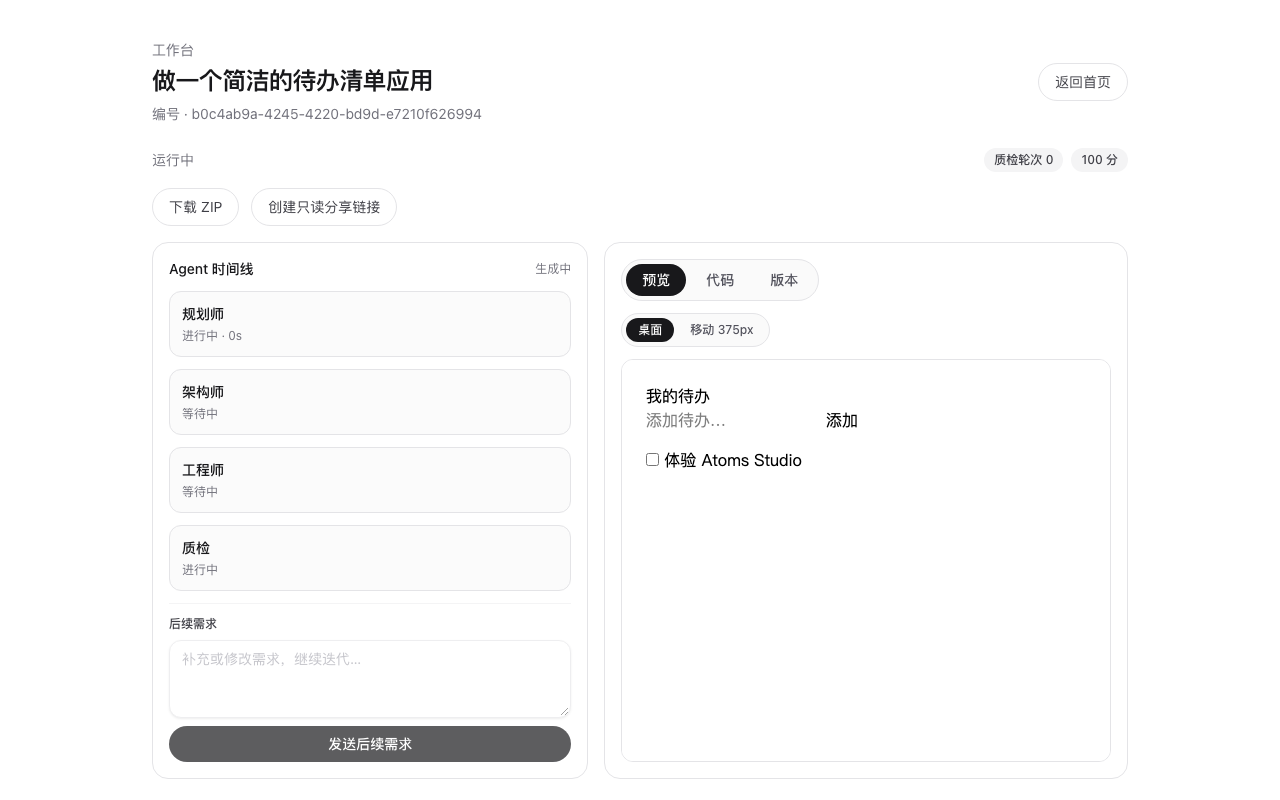 工作台
做一个简洁的待办清单应用
返回首页
编号 · b0c4ab9a-4245-4220-bd9d-e7210f626994
运行中
质检轮次 0
100 分
下载 ZIP
创建只读分享链接
Agent 时间线
生成中
规划师
进行中 · 0s
架构师
等待中
工程师
等待中
质检
进行中
后续需求
补充或修改需求，继续迭代...
发送后续需求
预览
代码
版本
桌面
移动 375px
我的待办
添加待办...
添加
体验 Atoms Studio